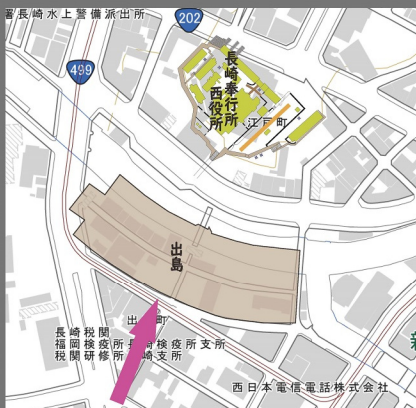 署長崎水上警備派出所
202
499
長崎奉行所
西役所
江戸町
出島
長崎税関
福岡検疫所長崎検疫所支所
税関研修所長崎支所
西日本電信電話株式会社